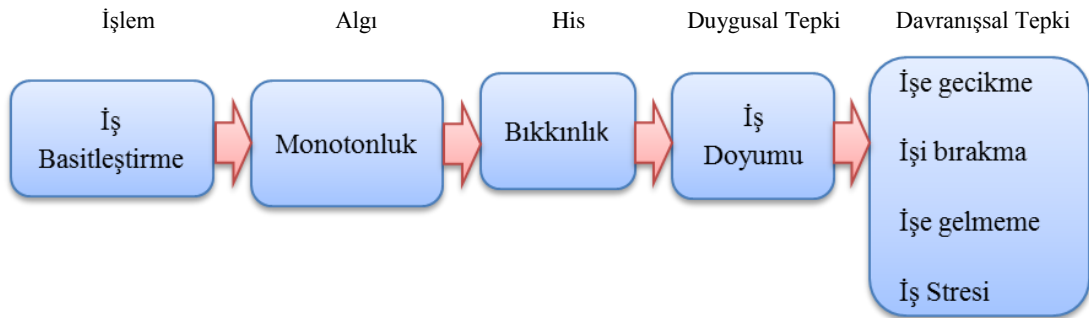 İşlem
Algı
His
Duygusal Tepki
Davranışsal Tepki
İş
Basitleştirme
Monotonluk
Bıkkınlık
İş
Doyumu
İşe gecikme
İşi bırakma
İşe gelmeme
İş Stresi